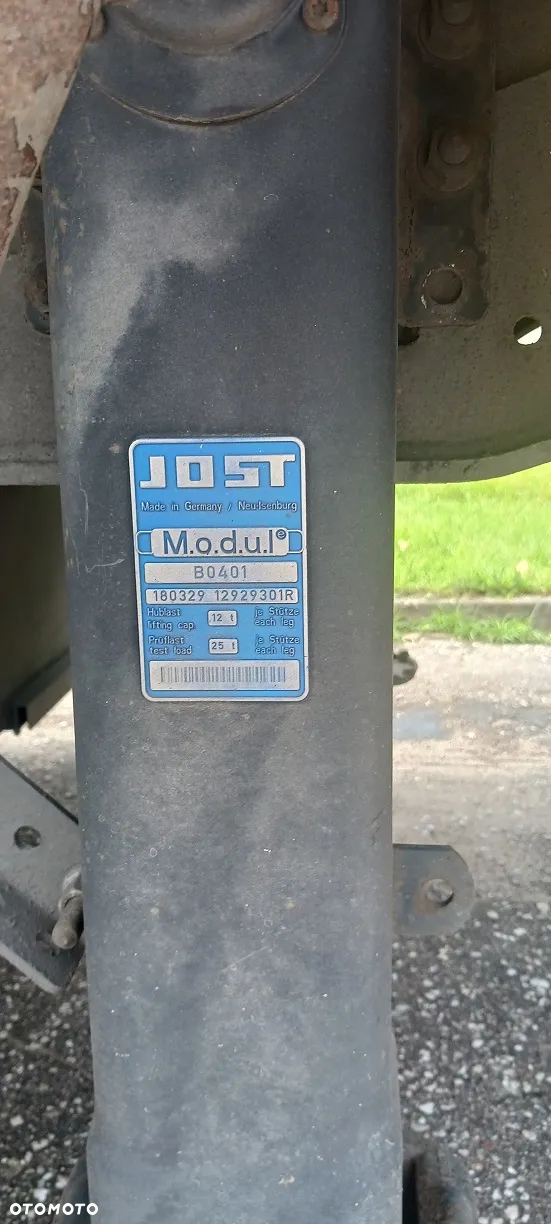 JOST
Made in Germany / Neu-Isenburg
M.o.d.u.l®
B0401
180329 12929301R
Hublast 12 t je Stütze
lifting cap. each leg
Prüflast 25 t je Stütze
test load each leg
OTOMOTO